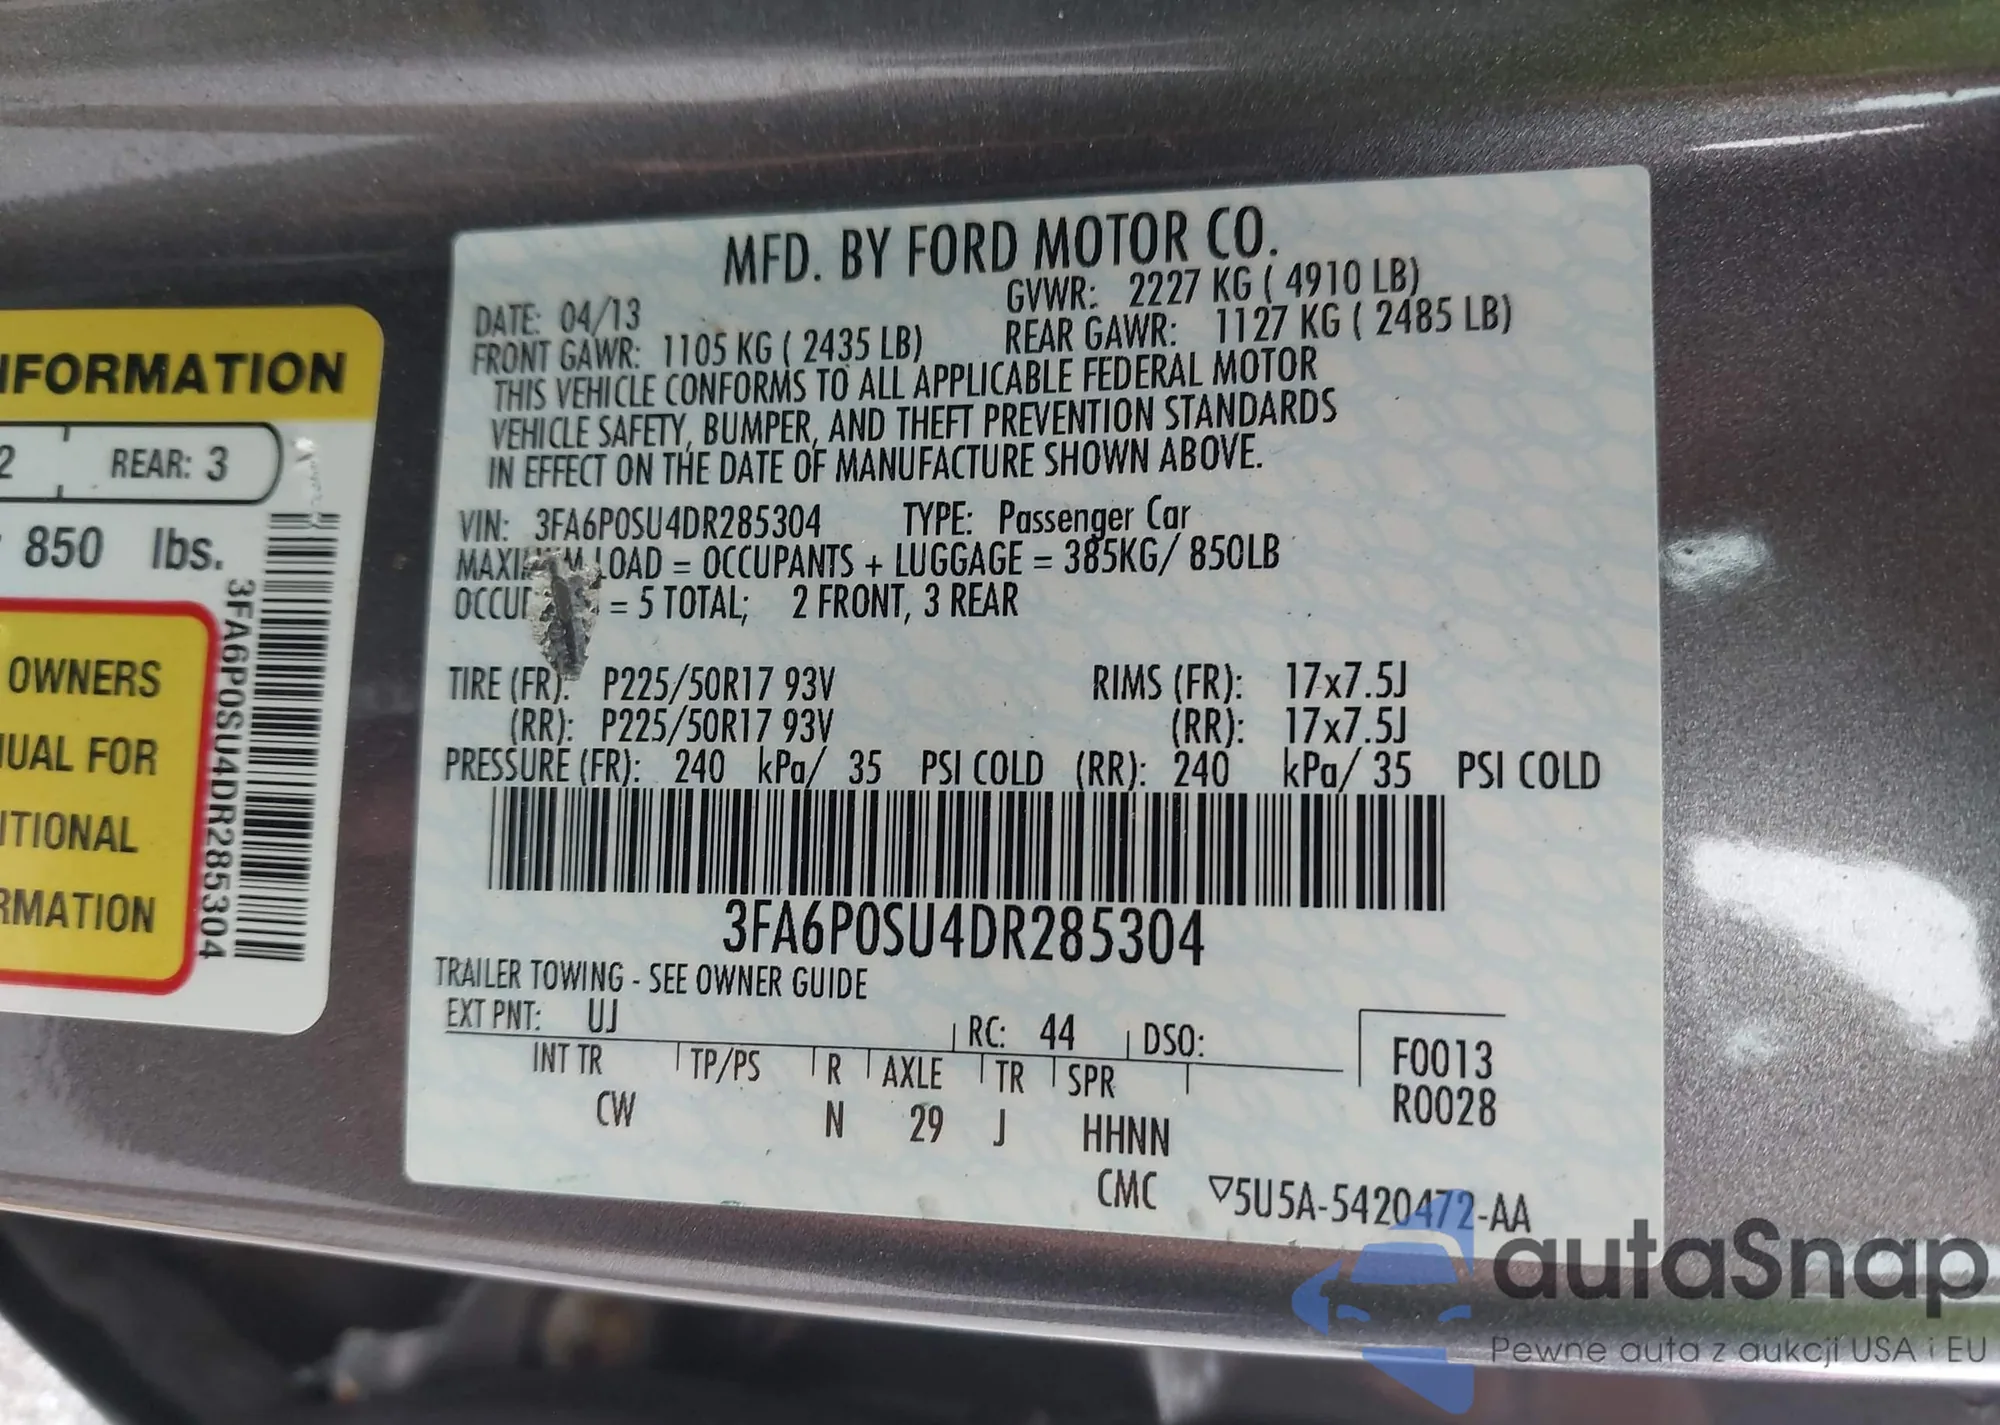 MFD. BY FORD MOTOR CO.
DATE: 04/13 GVWR: 2227 KG ( 4910 LB)
FRONT GAWR: 1105 KG ( 2435 LB) REAR GAWR: 1127 KG ( 2485 LB)
THIS VEHICLE CONFORMS TO ALL APPLICABLE FEDERAL MOTOR
VEHICLE SAFETY, BUMPER, AND THEFT PREVENTION STANDARDS
IN EFFECT ON THE DATE OF MANUFACTURE SHOWN ABOVE.
VIN: 3FA6P0SU4DR285304 TYPE: Passenger Car
LOAD = OCCUPANTS + LUGGAGE = 385KG/ 850LB
= 5 TOTAL; 2 FRONT, 3 REAR
TIRE (FR): P225/50R17 93V RIMS (FR): 17x7.5J
(RR): P225/50R17 93V (RR): 17x7.5J
PRESSURE (FR): 240 kPa/ 35 PSI COLD (RR): 240 kPa/ 35 PSI COLD
3FA6P0SU4DR285304
TRAILER TOWING - SEE OWNER GUIDE
EXT PNT: UJ RC: 44 DSO:
INT TR TP/PS R AXLE TR SPR
CW N 29 J HHNN
F0013
R0028
CMC ▽5U5A-5420472-AA
NFORMATION
2 REAR: 3
850 lbs.
OWNERS
UAL FOR
ITIONAL
RMATION
3FA6P0SU4DR285304
autaSnap
Pewne auta z aukcji USA i EU